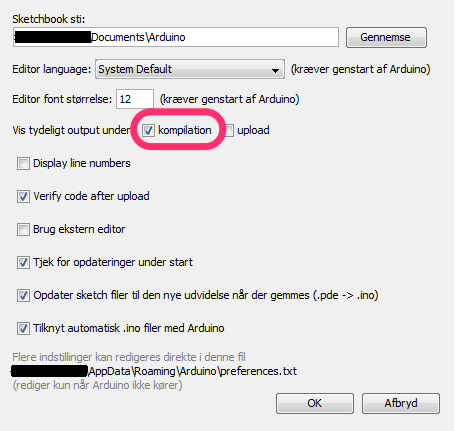 Sketchbook sti:
Documents\Arduino Gennemse
Editor language: System Default (kræver genstart af Arduino)
Editor font størrelse: 12 (kræver genstart af Arduino)
Vis tydeligt output under kompilation upload
Display line numbers
Verify code after upload
Brug ekstern editor
Tjek for opdateringer under start
Opdater sketch filer til den nye udvidelse når der gemmes (.pde -> .ino)
Tilknyt automatisk .ino filer med Arduino
Flere indstillinger kan redigeres direkte i denne fil
\AppData\Roaming\Arduino\preferences.txt
(rediger kun når Arduino ikke kører)
OK Afbryd